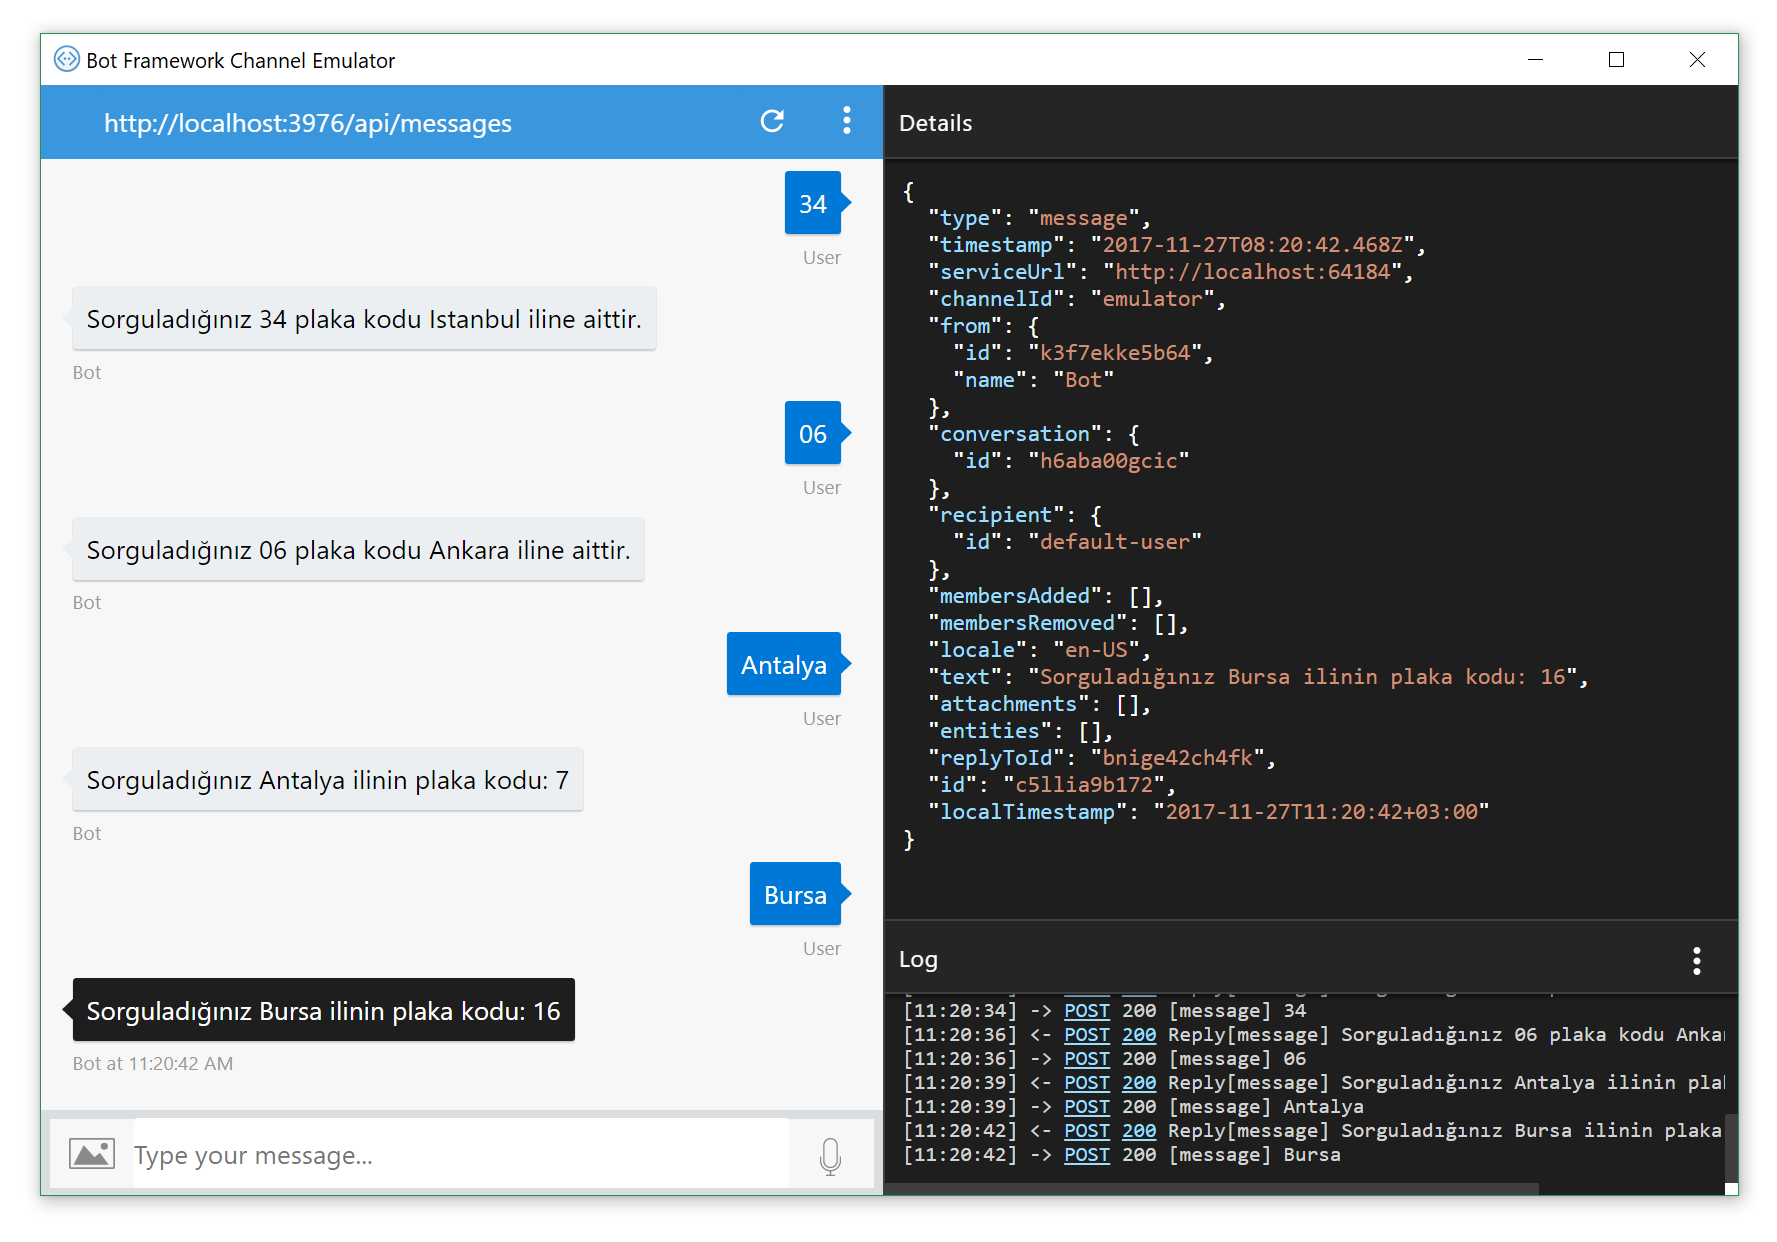 Bot Framework Channel Emulator
http://localhost:3976/api/messages
34
User
Sorguladığınız 34 plaka kodu Istanbul iline aittir.
Bot
06
User
Sorguladığınız 06 plaka kodu Ankara iline aittir.
Bot
Antalya
User
Sorguladığınız Antalya ilinin plaka kodu: 7
Bot
Bursa
User
Sorguladığınız Bursa ilinin plaka kodu: 16
Bot at 11:20:42 AM
Type your message...
Details
{
"type": "message",
"timestamp": "2017-11-27T08:20:42.468Z",
"serviceUrl": "http://localhost:64184",
"channelId": "emulator",
"from": {
"id": "k3f7ekke5b64",
"name": "Bot"
},
"conversation": {
"id": "h6aba00gcic"
},
"recipient": {
"id": "default-user"
},
"membersAdded": [],
"membersRemoved": [],
"locale": "en-US",
"text": "Sorguladığınız Bursa ilinin plaka kodu: 16",
"attachments": [],
"entities": [],
"replyToId": "bnige42ch4fk",
"id": "c5llia9b172",
"localTimestamp": "2017-11-27T11:20:42+03:00"
}
Log
[11:20:34] -> POST 200 [message] 34
[11:20:36] <- POST 200 Reply[message] Sorguladığınız 06 plaka kodu Ankar
[11:20:36] -> POST 200 [message] 06
[11:20:39] <- POST 200 Reply[message] Sorguladığınız Antalya ilinin pla
[11:20:39] -> POST 200 [message] Antalya
[11:20:42] <- POST 200 Reply[message] Sorguladığınız Bursa ilinin plaka
[11:20:42] -> POST 200 [message] Bursa